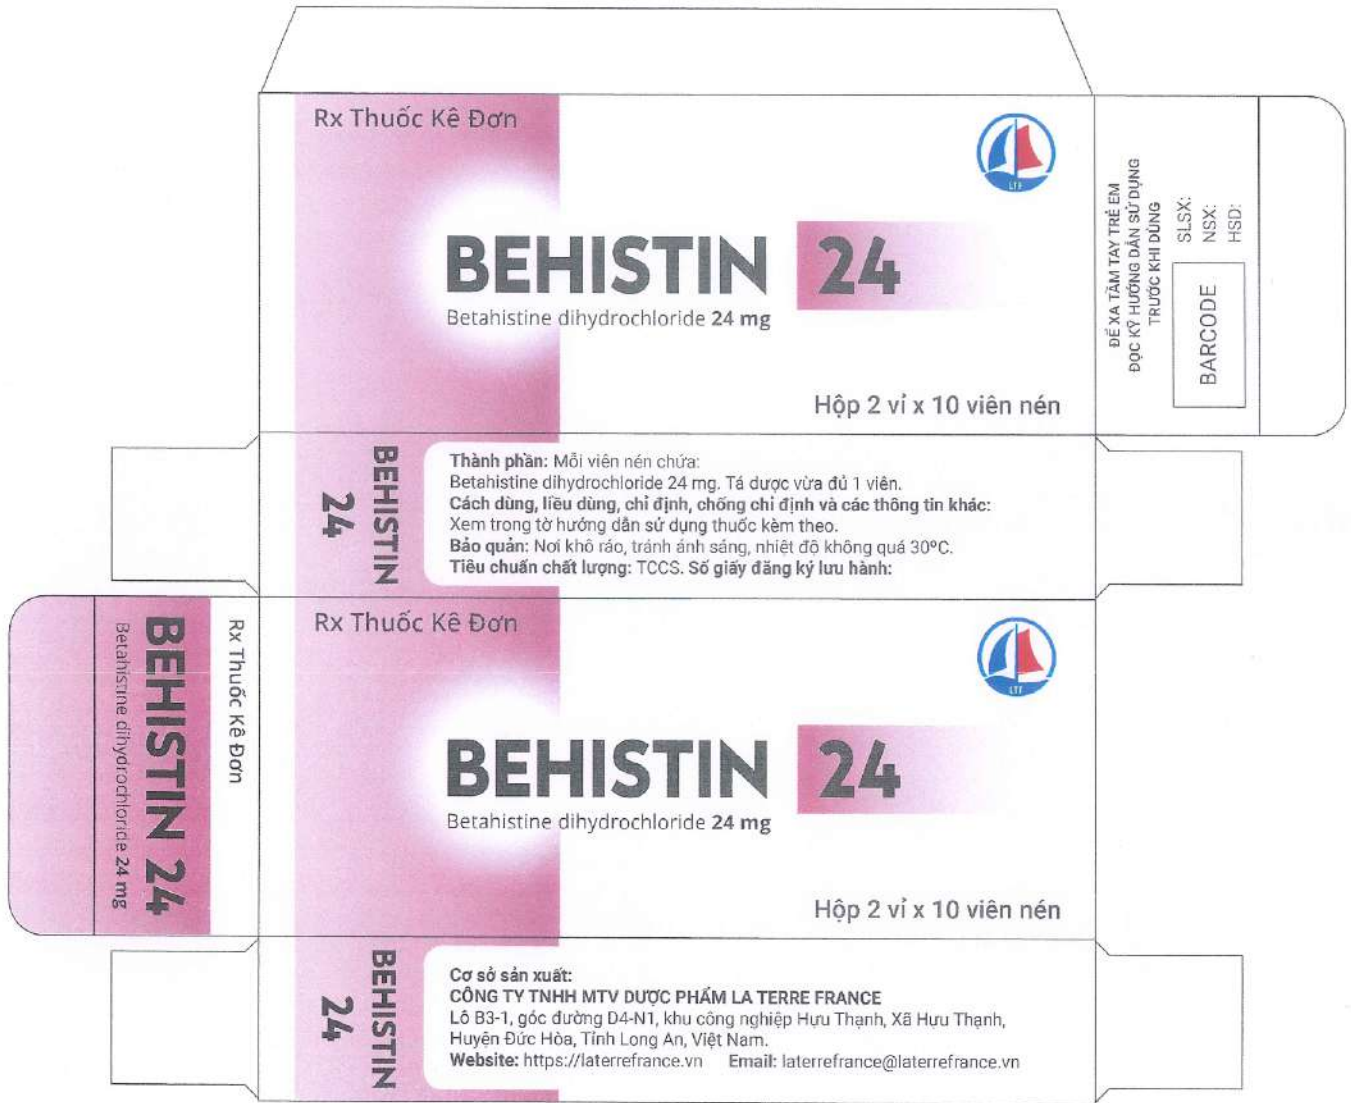 Rx Thuốc Kê Đơn
LTF
BEHISTIN 24
Betahistine dihydrochloride 24 mg
Hộp 2 vỉ x 10 viên nén
ĐỂ XA TẦM TAY TRẺ EM
ĐỌC KỸ HƯỚNG DẪN SỬ DỤNG
TRƯỚC KHI DÙNG
SLSX:
NSX:
HSD:
BARCODE
BEHISTIN
24
Thành phần: Mỗi viên nén chứa:
Betahistine dihydrochloride 24 mg. Tá dược vừa đủ 1 viên.
Cách dùng, liều dùng, chỉ định, chống chỉ định và các thông tin khác:
Xem trong tờ hướng dẫn sử dụng thuốc kèm theo.
Bảo quản: Nơi khô ráo, tránh ánh sáng, nhiệt độ không quá 30ºC.
Tiêu chuẩn chất lượng: TCCS. Số giấy đăng ký lưu hành:
Rx Thuốc Kê Đơn
BEHISTIN 24
Betahistine dihydrochloride 24 mg
Rx Thuốc Kê Đơn
LTF
BEHISTIN 24
Betahistine dihydrochloride 24 mg
Hộp 2 vỉ x 10 viên nén
BEHISTIN
24
Cơ sở sản xuất:
CÔNG TY TNHH MTV DƯỢC PHẨM LA TERRE FRANCE
Lô B3-1, góc đường D4-N1, khu công nghiệp Hựu Thạnh, Xã Hựu Thạnh,
Huyện Đức Hòa, Tỉnh Long An, Việt Nam.
Website: https://laterrefrance.vn Email: laterrefrance@laterrefrance.vn